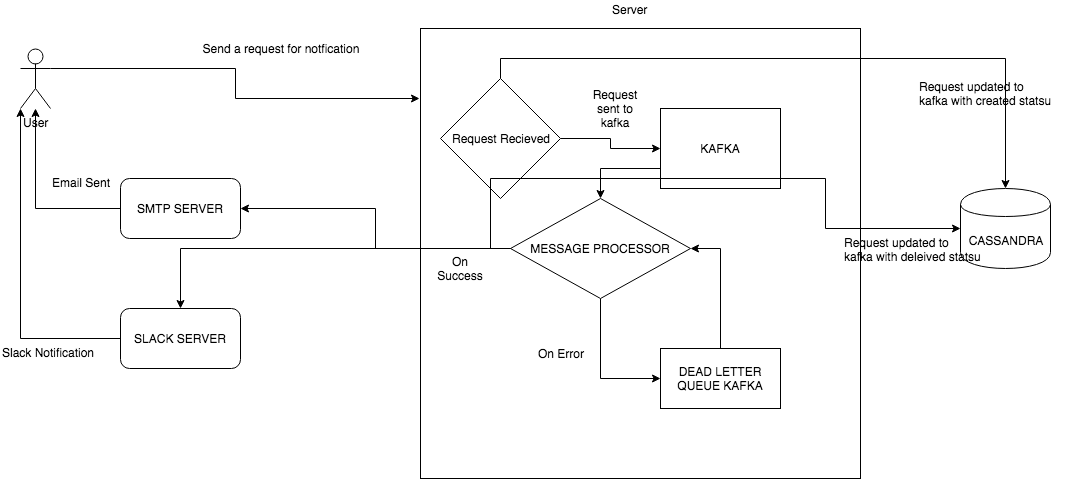 Server
Send a request for notfication
User
Request
sent to
kafka
Request updated to
kafka with created statsu
Request Recieved
KAFKA
Email Sent
SMTP SERVER
MESSAGE PROCESSOR
CASSANDRA
Request updated to
kafka with deleived statsu
On
Success
SLACK SERVER
Slack Notification
On Error
DEAD LETTER
QUEUE KAFKA